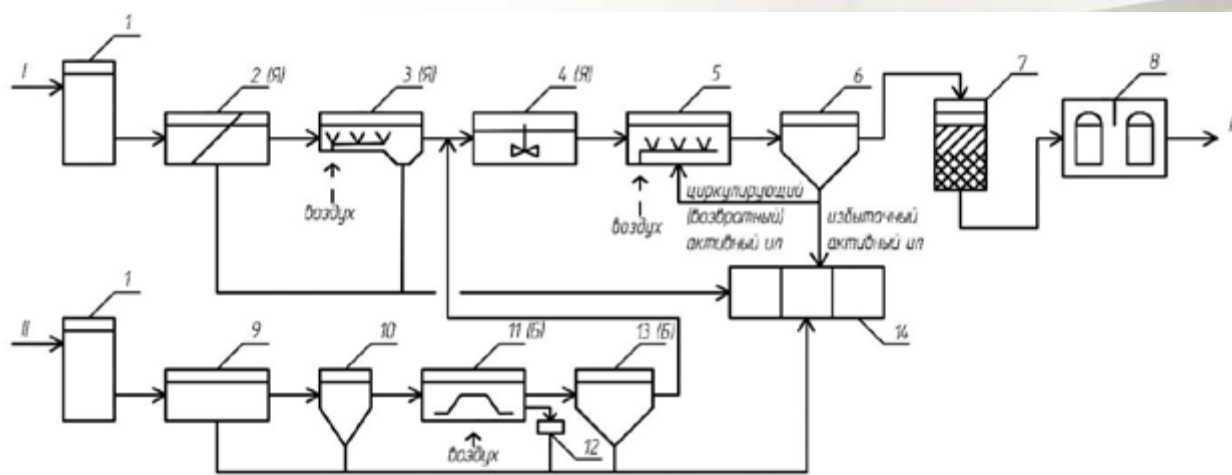 1
I
2 (Я)
3 (Я)
4 (Я)
5
6
7
8
воздух
воздух
циркулирующий
(возвратный)
активный ил
избыточный
активный ил
1
II
9
10
11 (Б)
13 (Б)
14
воздух
12